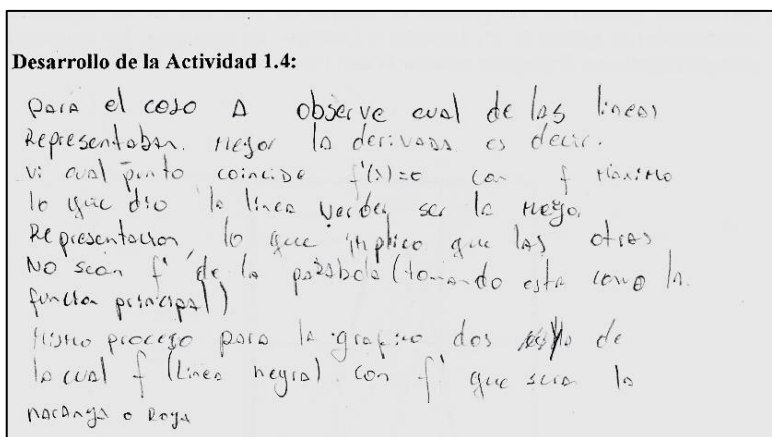 Desarrollo de la Actividad 1.4:
para el caso A observe cual de las lineas
Representaban. Mejor la derivada es decir.
vi cual punto coincide f'(x)=0 con f Maximo
lo que dio la linea Verde, ser la Mejor
Representacion, lo que implico que las otras
No sean f' de la parabola (tomando esta como la
funcion principal)
Mismo proceso para la grafica dos de
la cual f (Linea negra) con f' que seria la
naranja o Roja